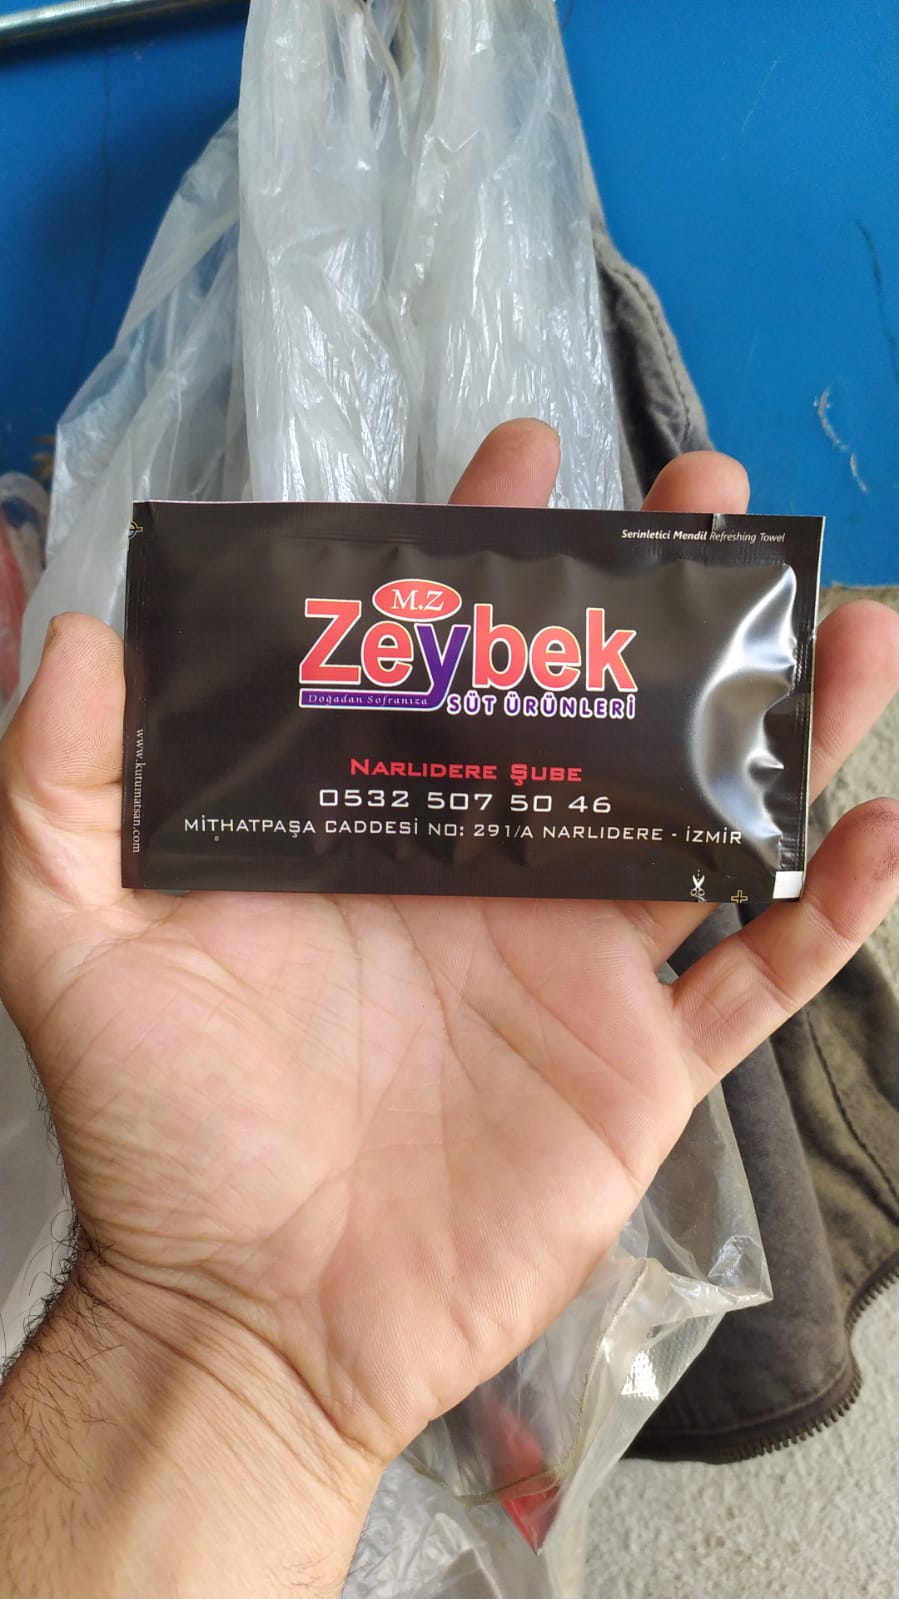 Serinletici Mendil Refreshing Towel
M.Z
Zeybek
Doğadan Sofranıza
SÜT ÜRÜNLERİ
NARLIDERE ŞUBE
0532 507 50 46
MİTHATPAŞA CADDESİ NO: 291/A NARLIDERE - İZMİR
www.kutumatsan.com